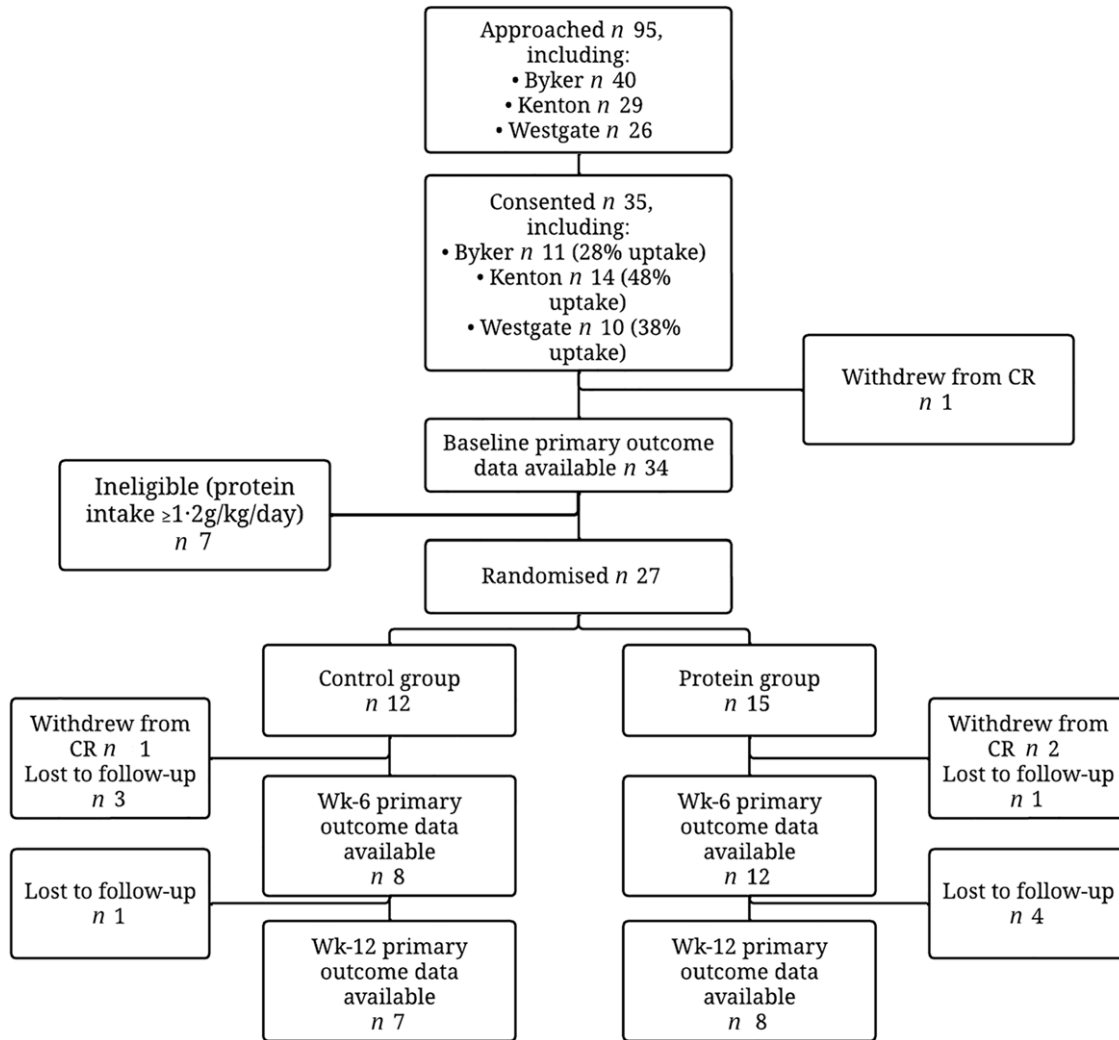 Approached n 95,
including:
• Byker n 40
• Kenton n 29
• Westgate n 26
Consented n 35,
including:
• Byker n 11 (28% uptake)
• Kenton n 14 (48%
uptake)
• Westgate n 10 (38%
uptake)
Withdrew from CR
n 1
Baseline primary outcome
data available n 34
Ineligible (protein
intake ≥1·2g/kg/day)
n 7
Randomised n 27
Control group
n 12
Protein group
n 15
Withdrew from
CR n 1
Lost to follow-up
n 3
Withdrew from
CR n 2
Lost to follow-up
n 1
Wk-6 primary
outcome data
available
n 8
Wk-6 primary
outcome data
available
n 12
Lost to follow-up
n 1
Lost to follow-up
n 4
Wk-12 primary
outcome data
available
n 7
Wk-12 primary
outcome data
available
n 8